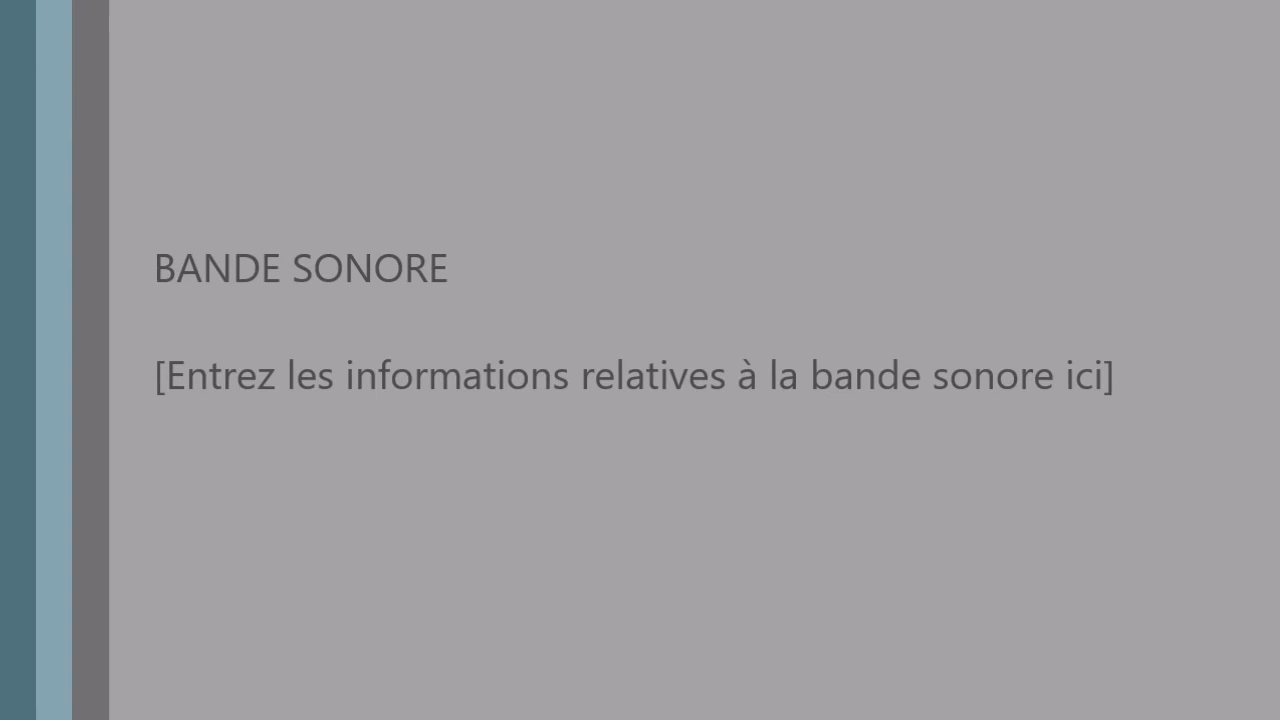 BANDE SONORE
[Entrez les informations relatives à la bande sonore ici]